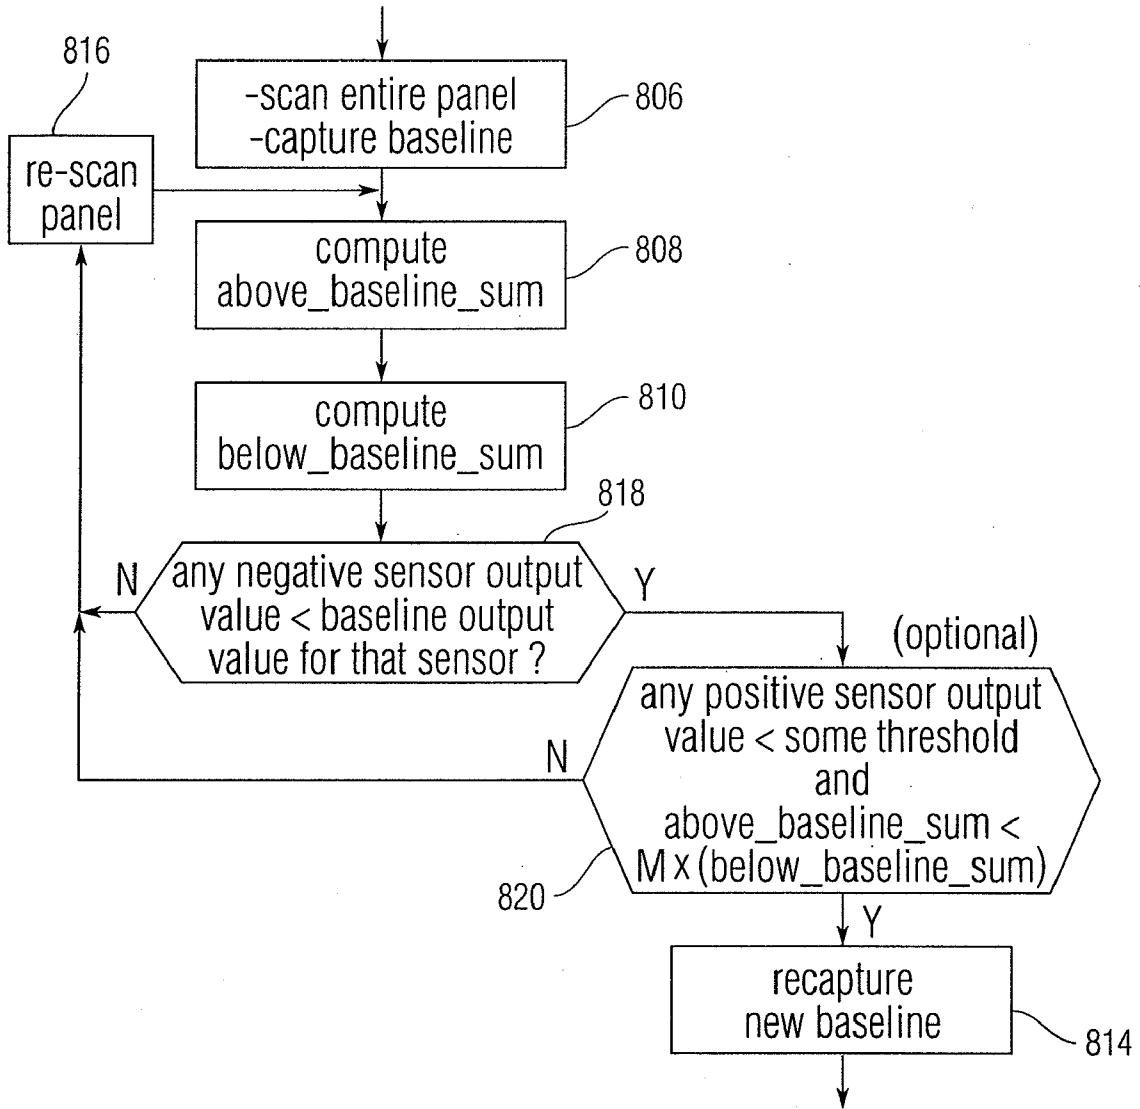 816
-scan entire panel
-capture baseline
806
re-scan
panel
compute
above_baseline_sum
808
compute
below_baseline_sum
810
818
any negative sensor output
value < baseline output
value for that sensor ?
N
Y
(optional)
any positive sensor output
value < some threshold
and
above_baseline_sum <
M x (below_baseline_sum)
N
820
Y
recapture
new baseline
814